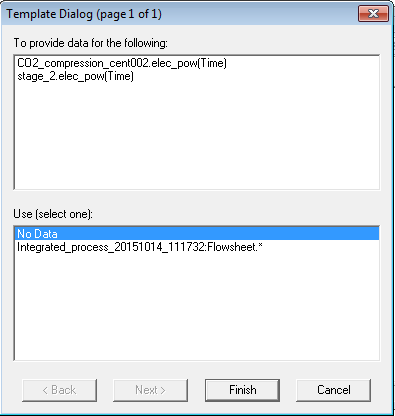 Template Dialog (page 1 of 1)
To provide data for the following:
CO2_compression_cent002.elec_pow(Time)
stage_2.elec_pow(Time)
Use (select one):
No Data
Integrated_process_20151014_111732:Flowsheet.*
< Back
Next >
Finish
Cancel